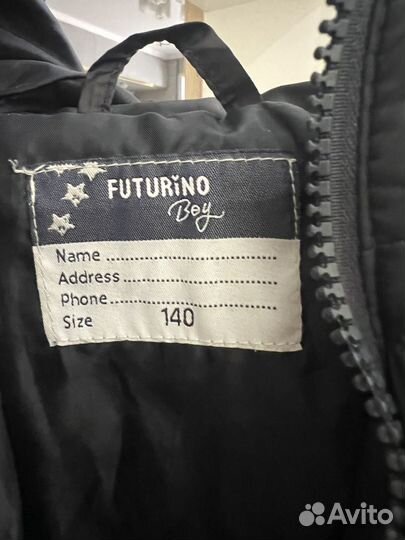 FUTURiNO
Boy
Name ........................................
Address ....................................
Phone ......................................
Size 140
Avito